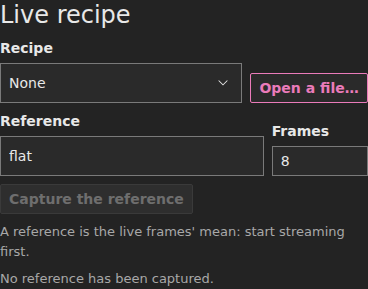 Live recipe
Recipe
None
Open a file...
Reference
Frames
flat
8
Capture the reference
A reference is the live frames' mean: start streaming
first.
No reference has been captured.